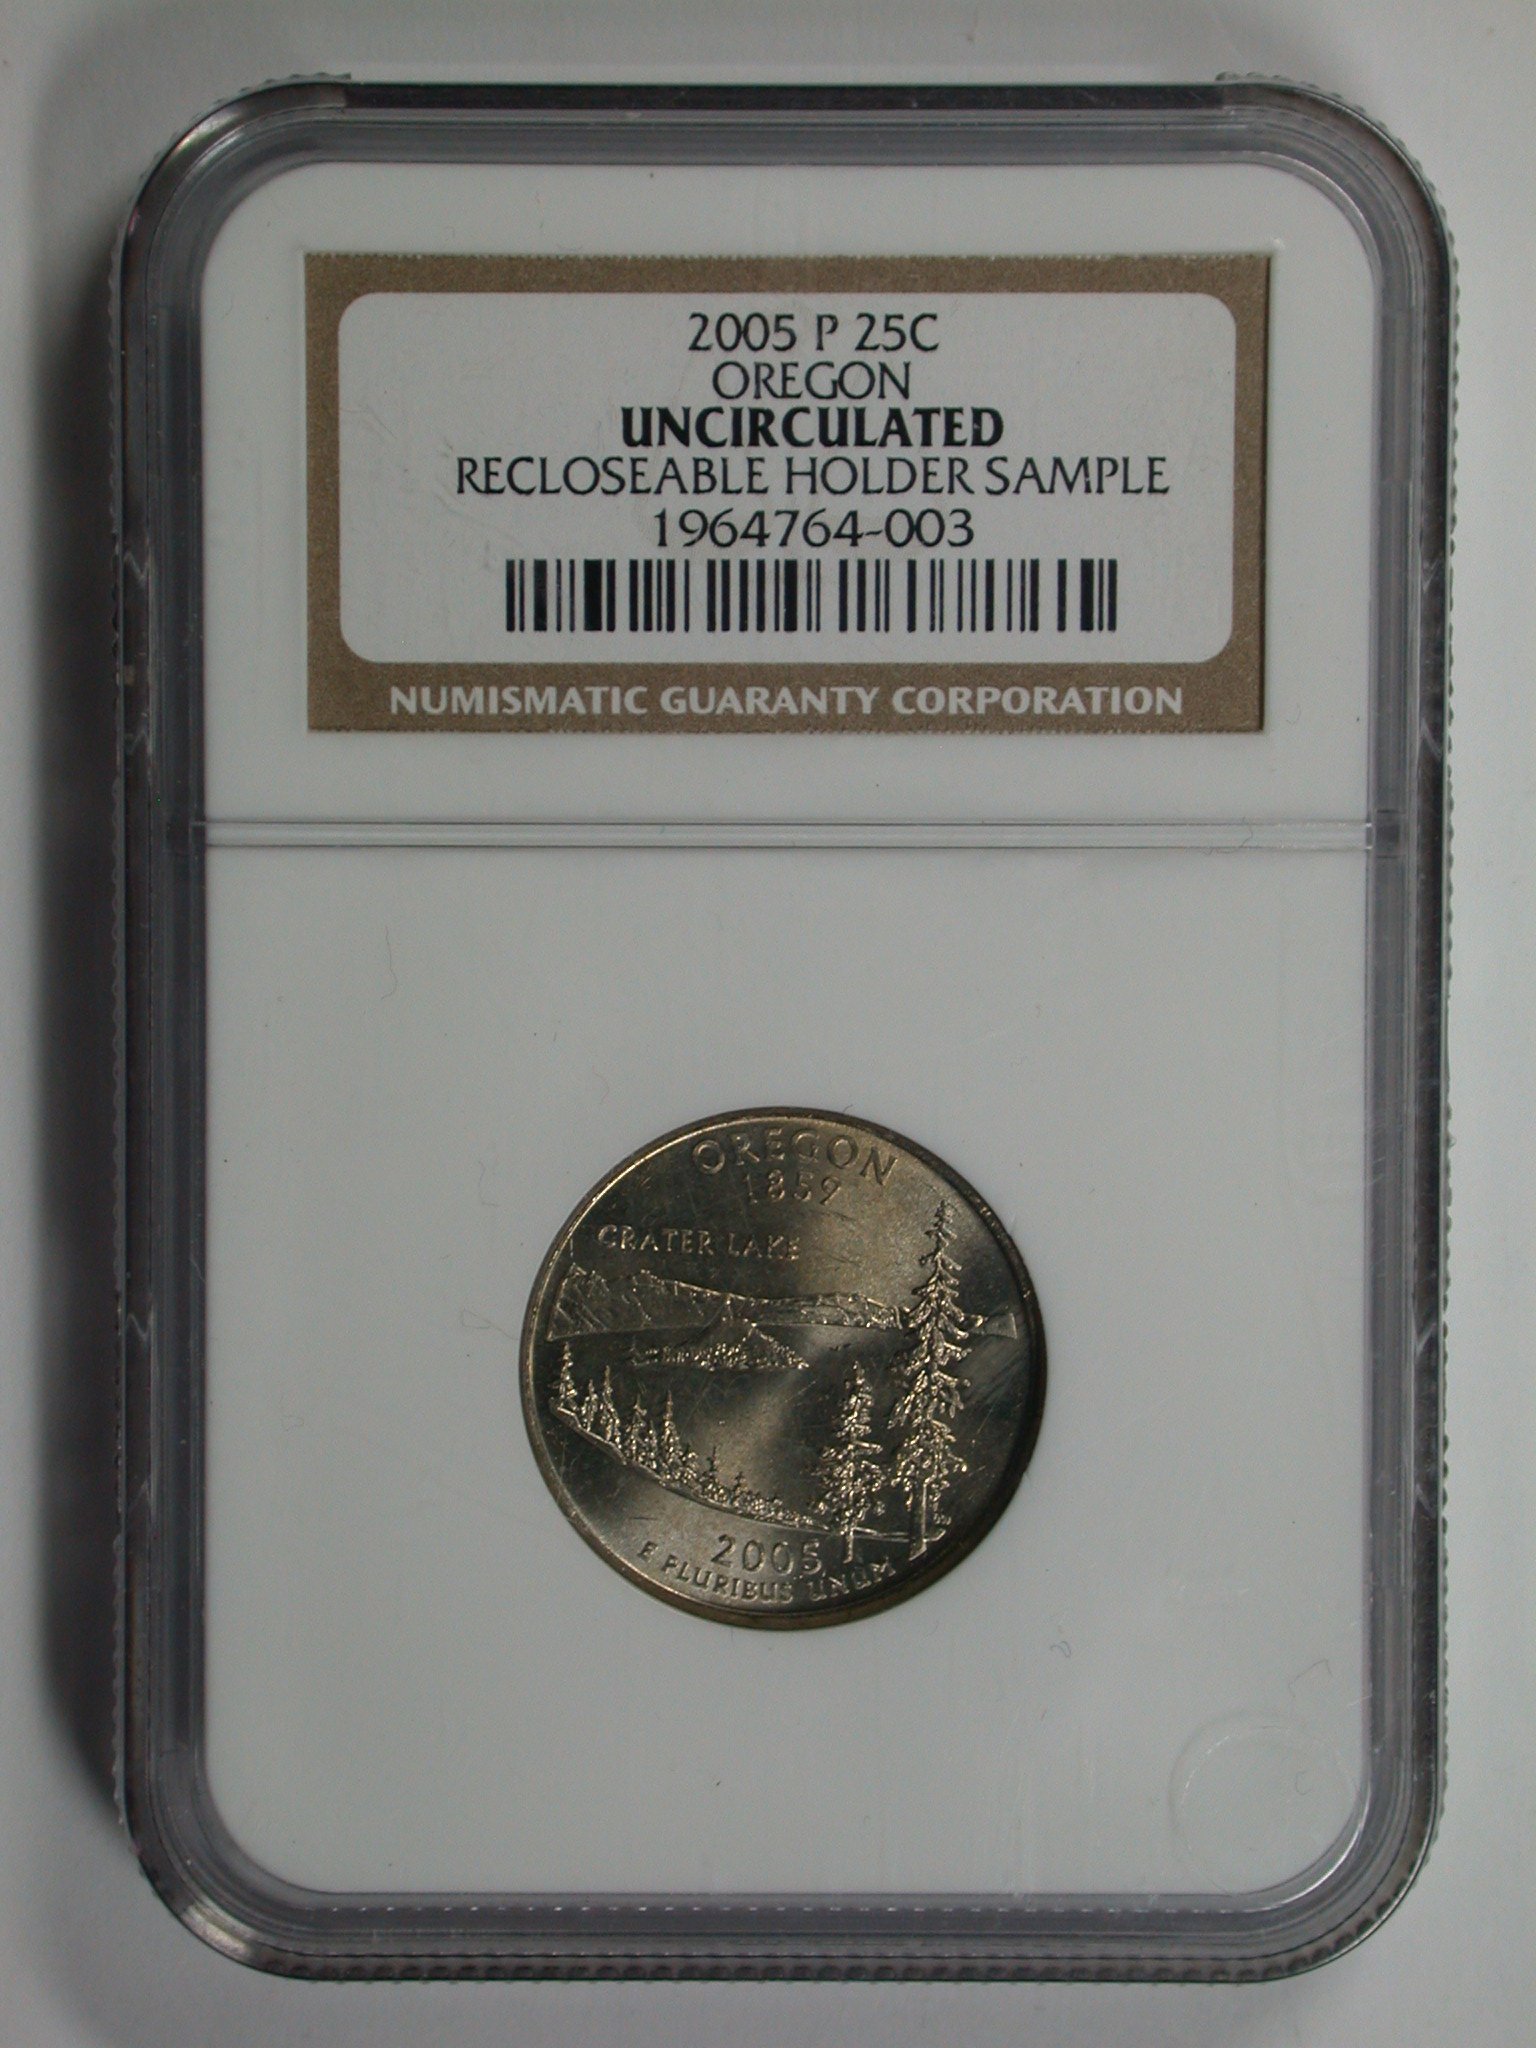 2005 P 25C
OREGON
UNCIRCULATED
RECLOSEABLE HOLDER SAMPLE
1964764-003
NUMISMATIC GUARANTY CORPORATION
OREGON
1859
CRATER LAKE
2005
E PLURIBUS UNUM